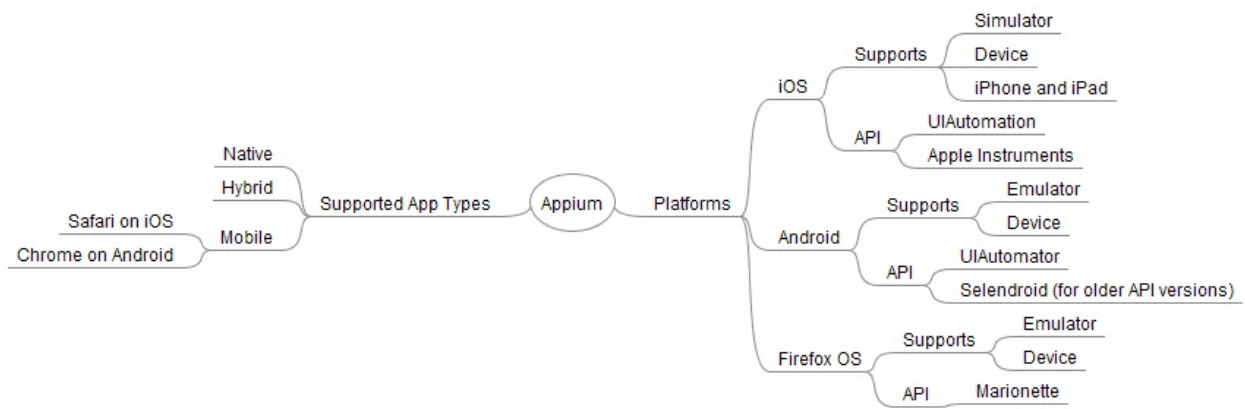 Simulator
Supports
Device
iOS
iPhone and iPad
UIAutomation
API
Apple Instruments
Native
Hybrid
Supported App Types
Appium
Platforms
Safari on iOS
Mobile
Chrome on Android
Emulator
Supports
Device
Android
UIAutomator
API
Selendroid (for older API versions)
Emulator
Supports
Device
Firefox OS
API
Marionette